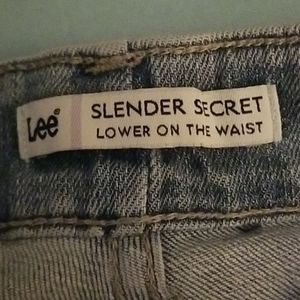 Lee®
SLENDER SECRET
LOWER ON THE WAIST